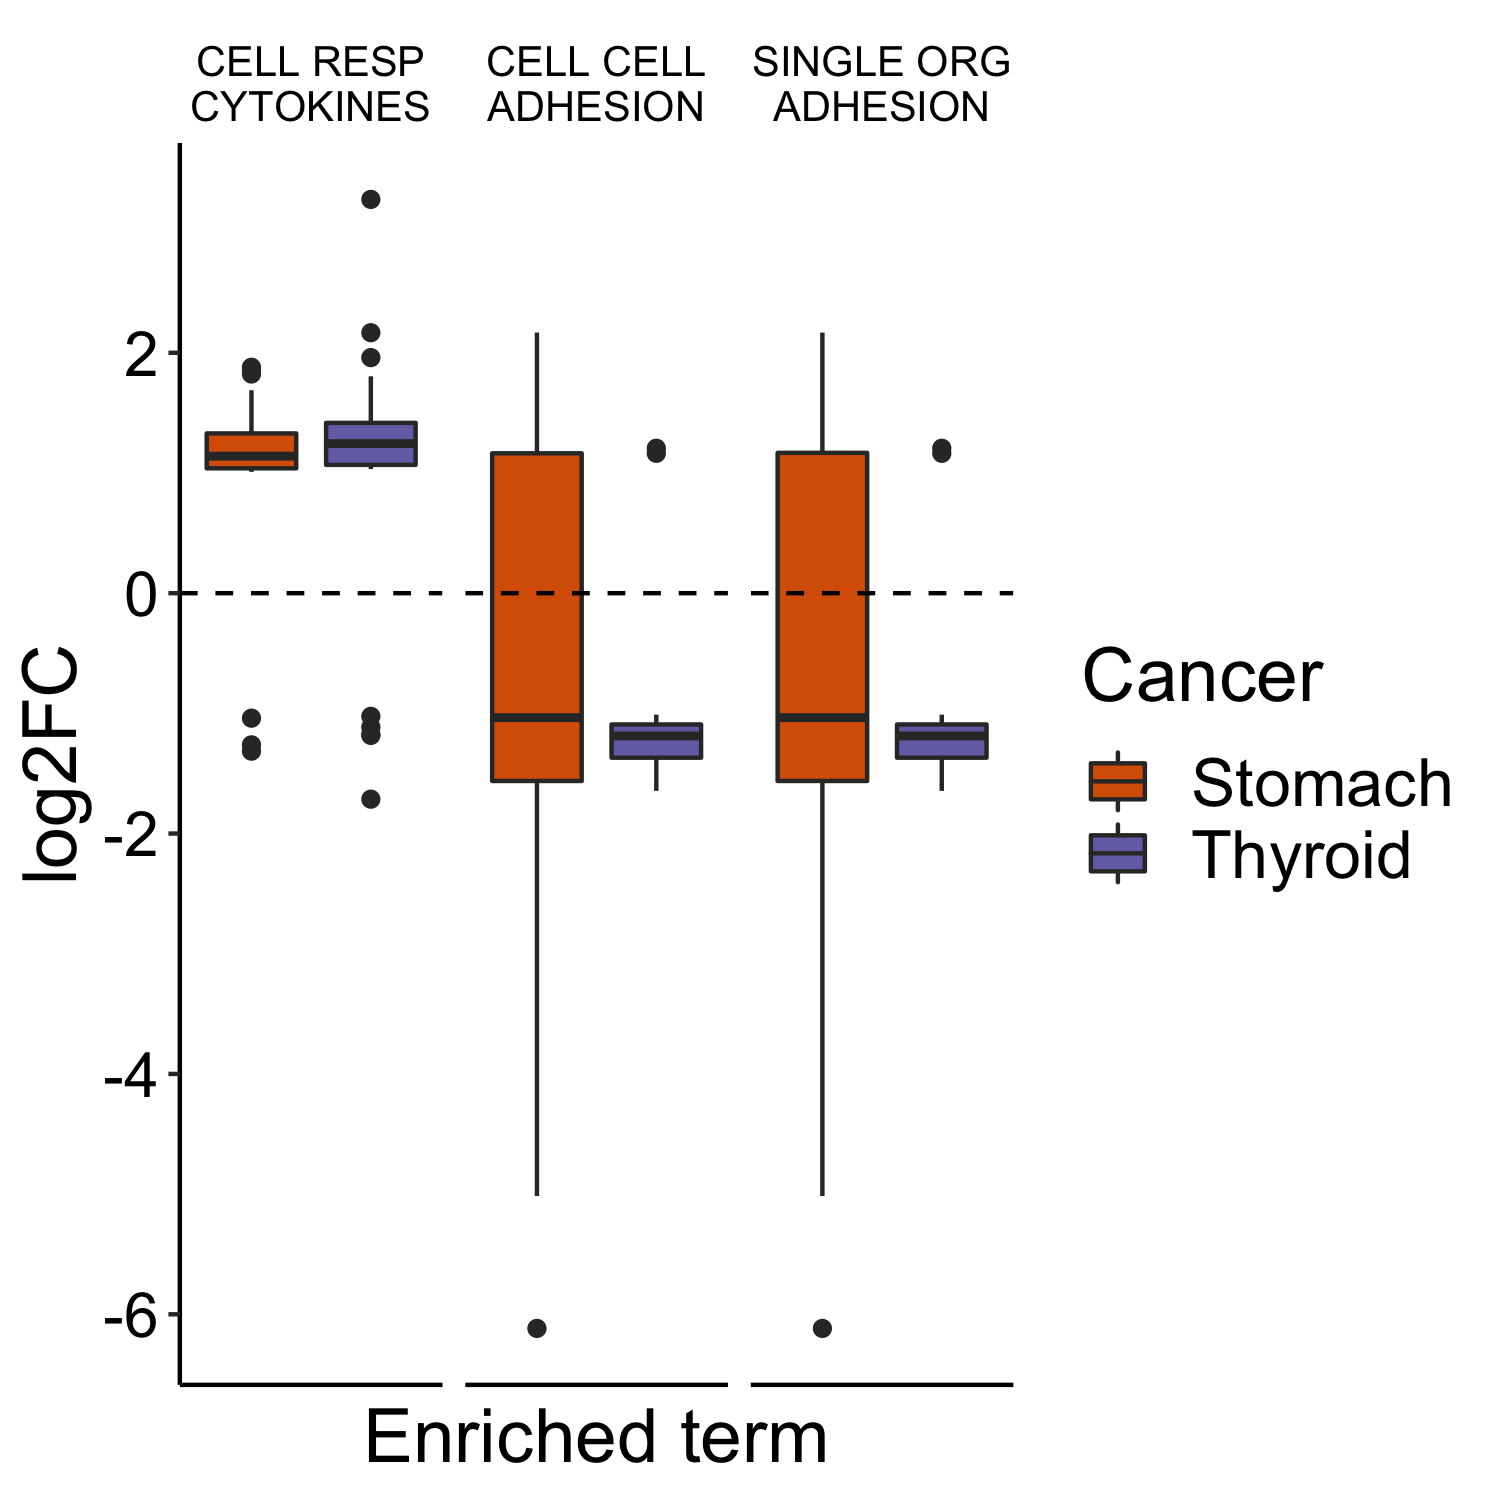 CELL RESP
CYTOKINES
CELL CELL
ADHESION
SINGLE ORG
ADHESION
log2FC
2
0
-2
-4
-6
Enriched term
Cancer
Stomach
Thyroid